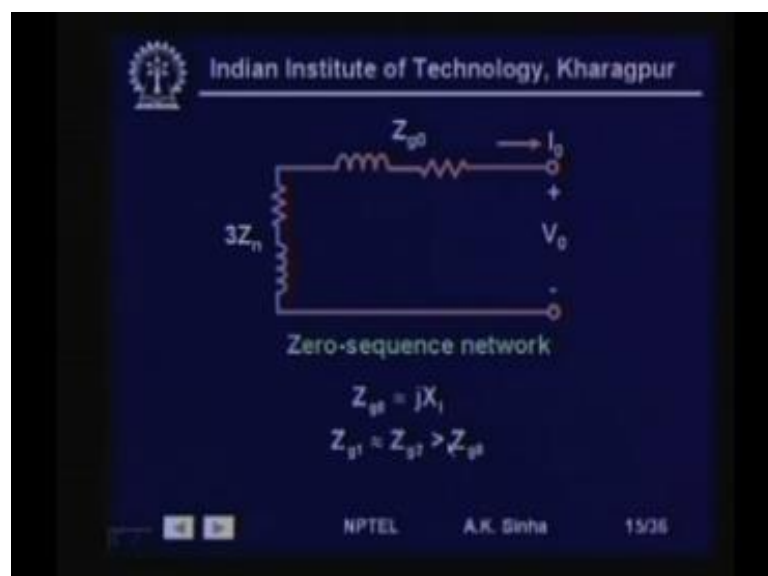 Indian Institute of Technology, Kharagpur
Zg0
I0
+
3Zn
V0
-
Zero-sequence network
Zg0 ≈ jXl
Zg1 ≈ Zg2 > Zg0
NPTEL A.K. Sinha 15/36